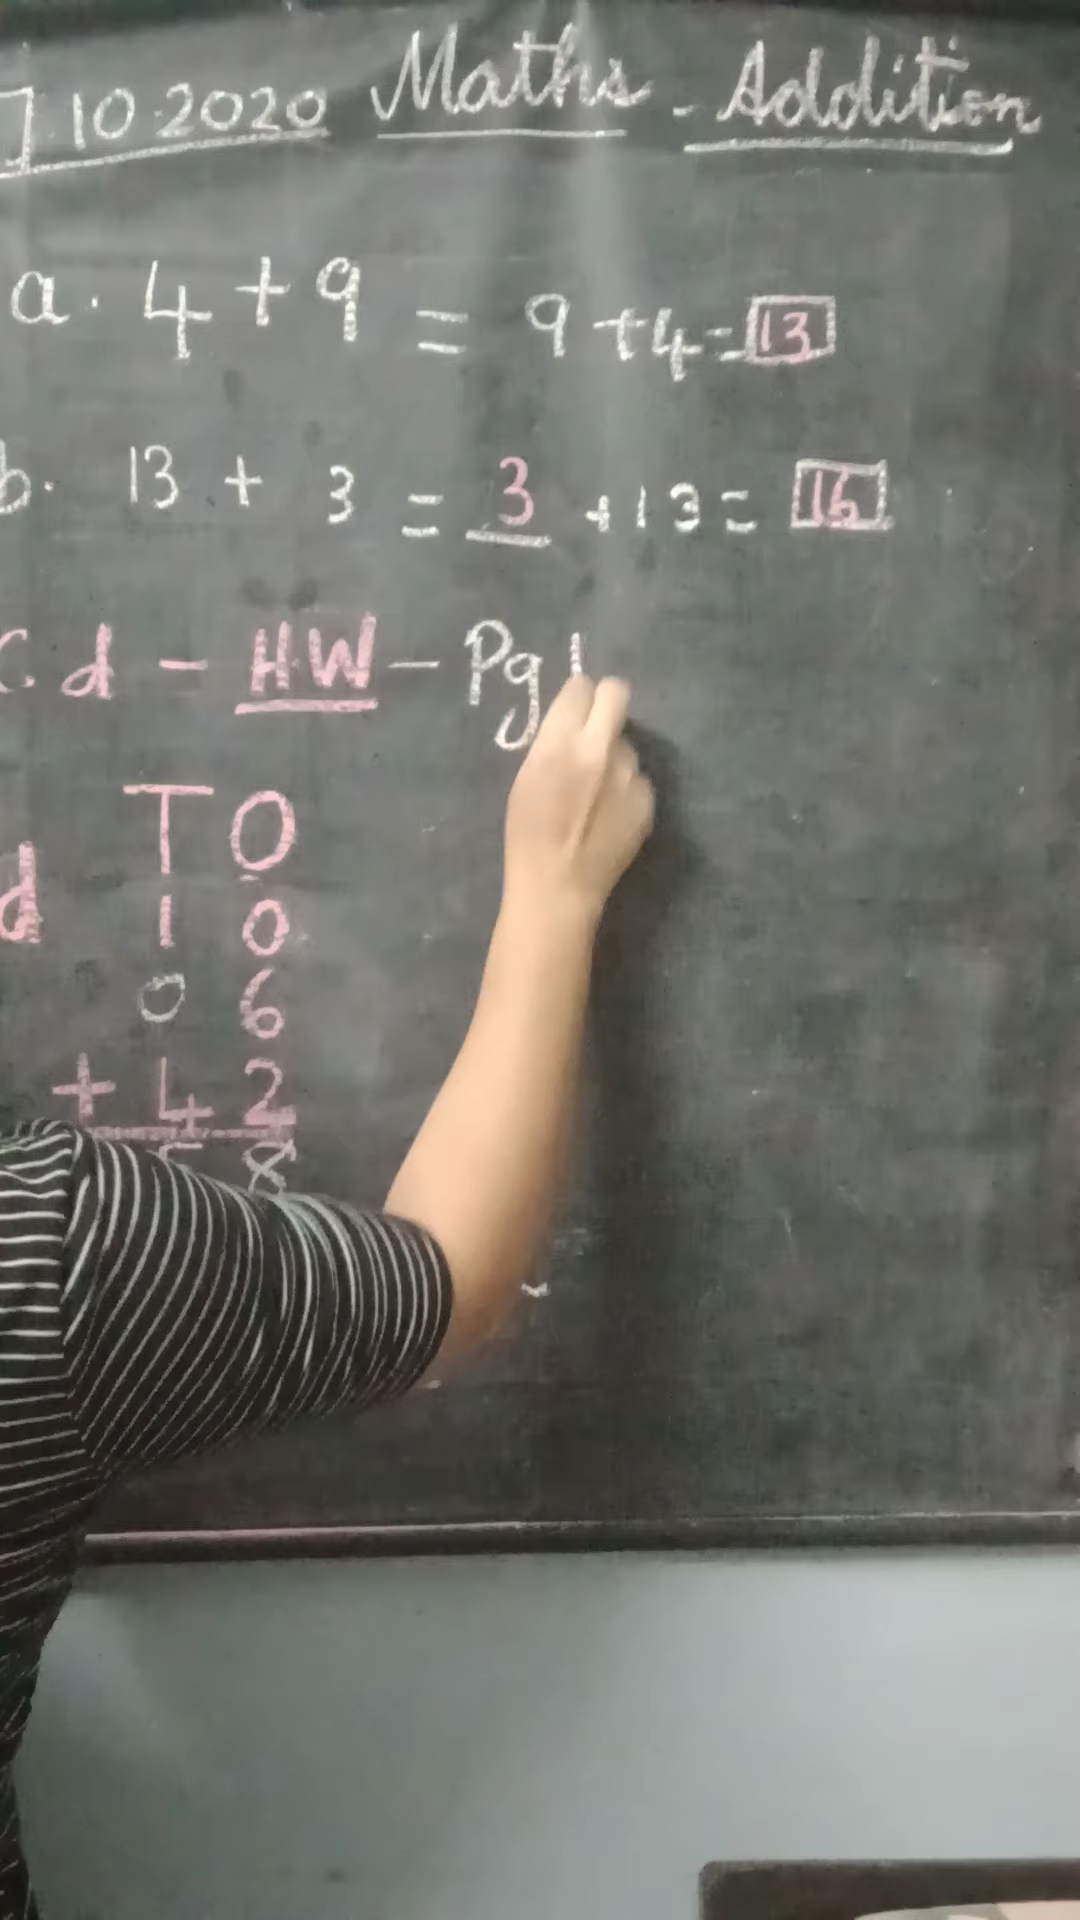 7.10.2020 Maths - Addition
a. 4 + 9 = 9 + 4 = 13
b. 13 + 3 = 3 + 13 = 16
c. d - H.W - Pg
T O
d 1 0
0 6
+ 4 2
5 8